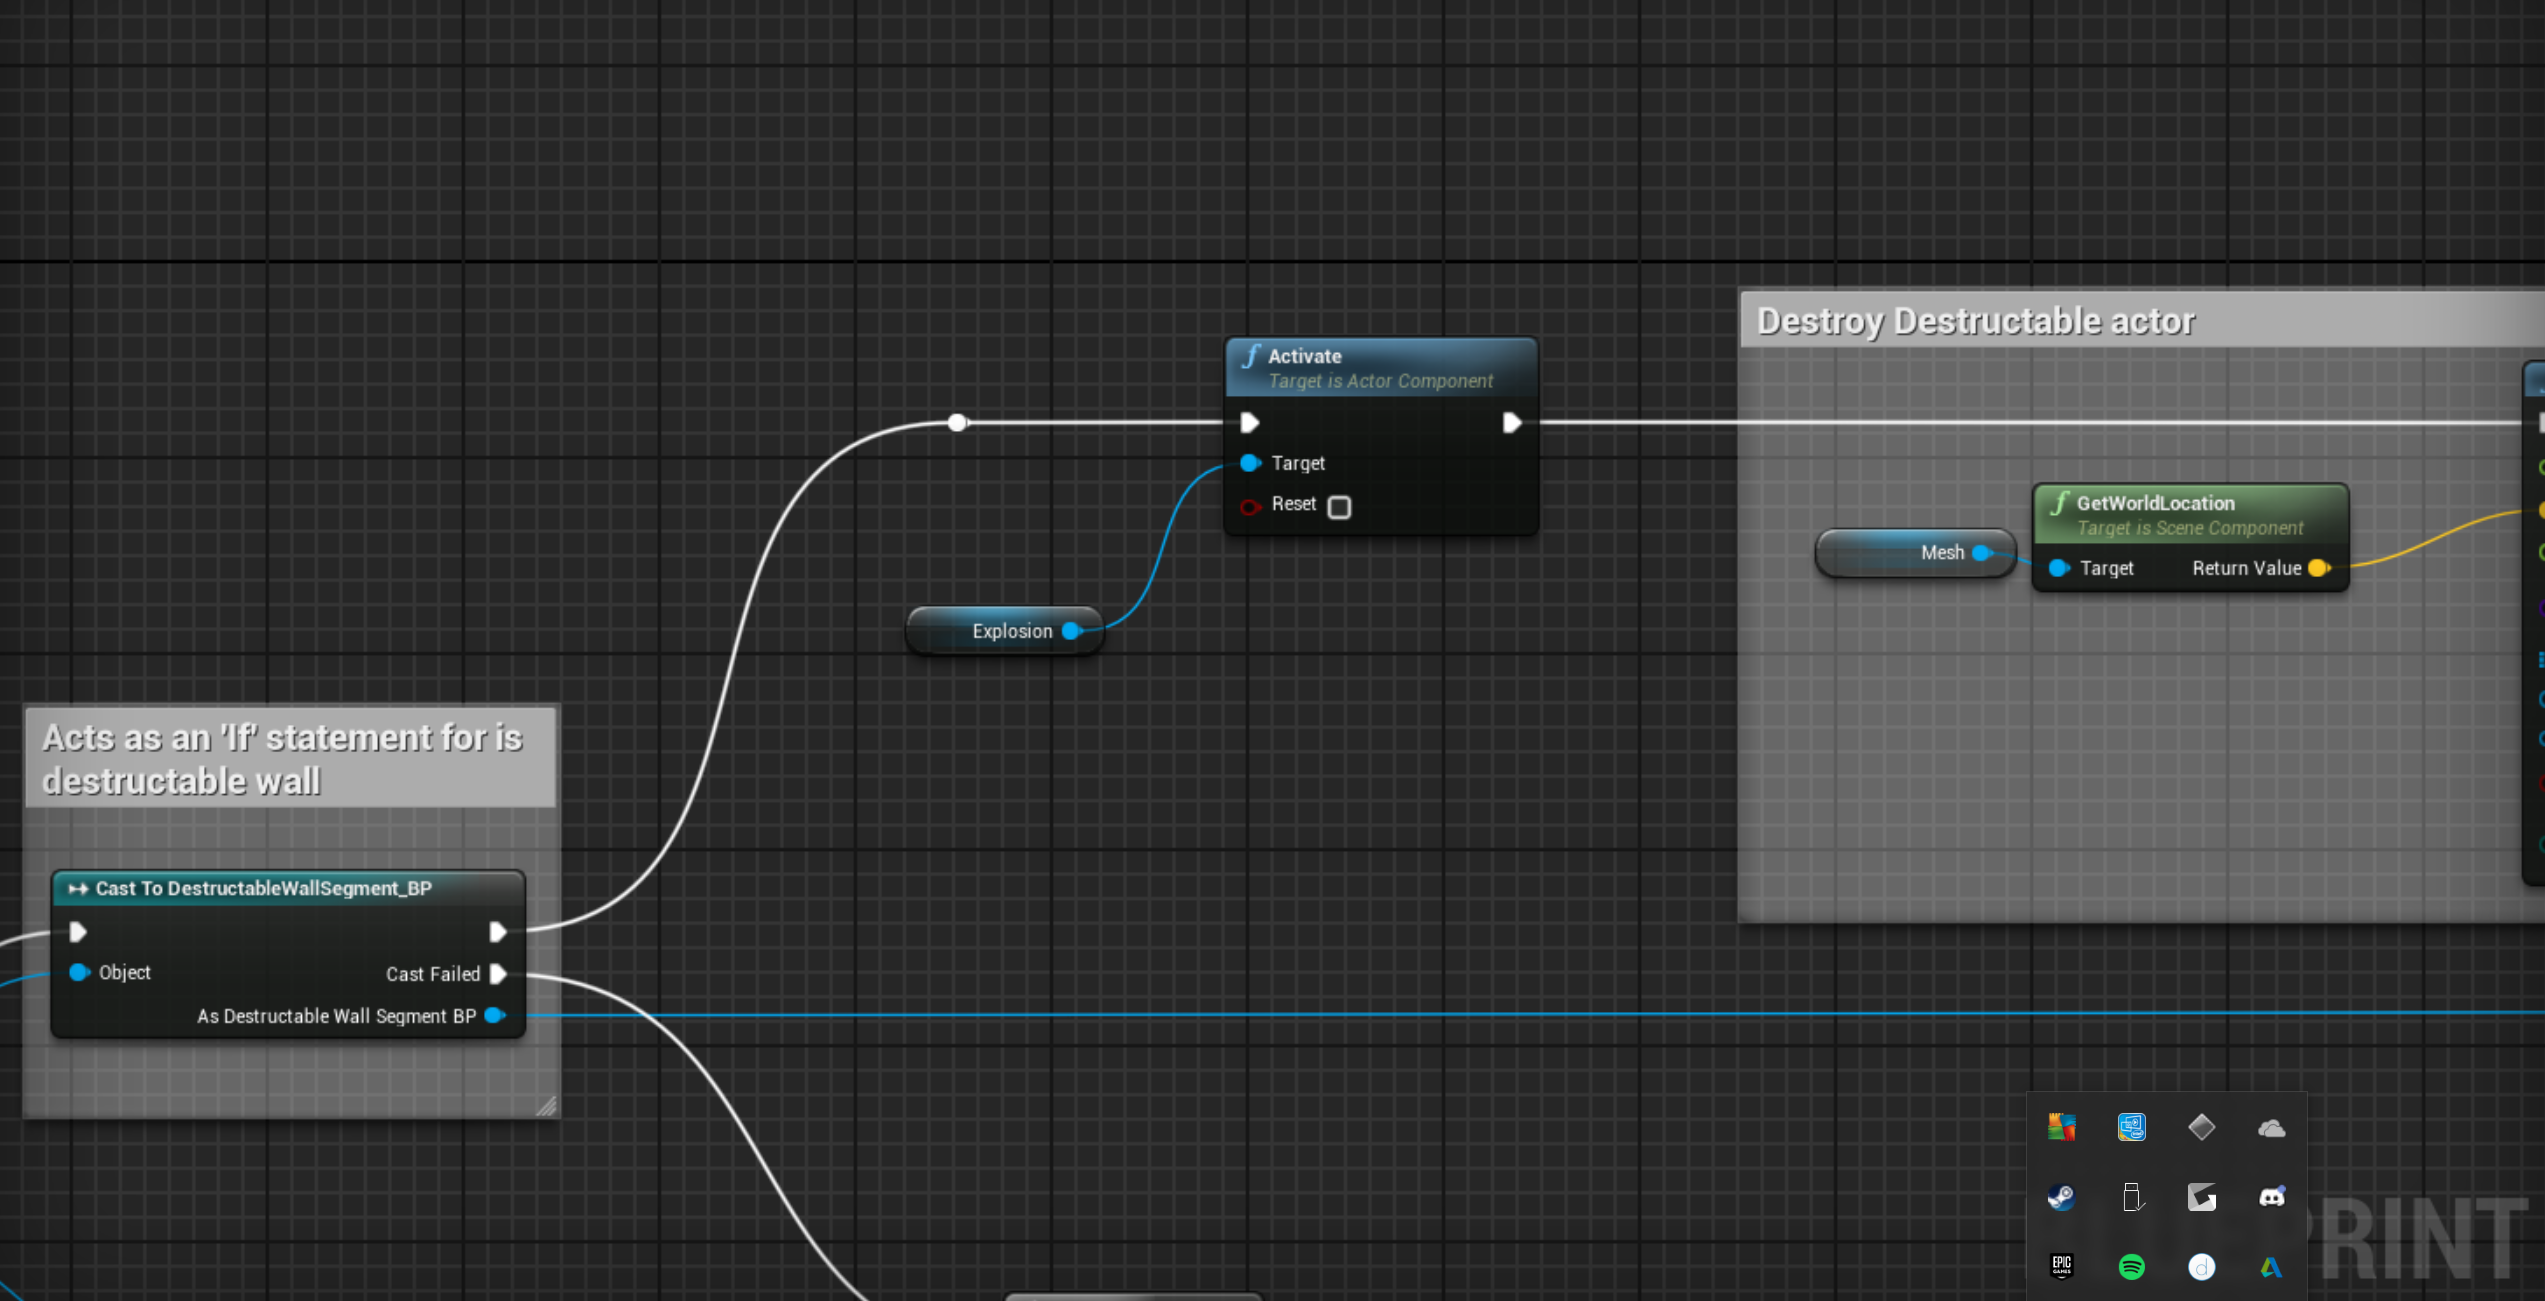 Destroy Destructable actor
f Activate
Target is Actor Component
Target
Reset
f GetWorldLocation
Target is Scene Component
Mesh
Target Return Value
Explosion
Acts as an 'If' statement for is
destructable wall
Cast To DestructableWallSegment_BP
Object
Cast Failed
As Destructable Wall Segment BP
PRINT
EPIC
GAMES
d